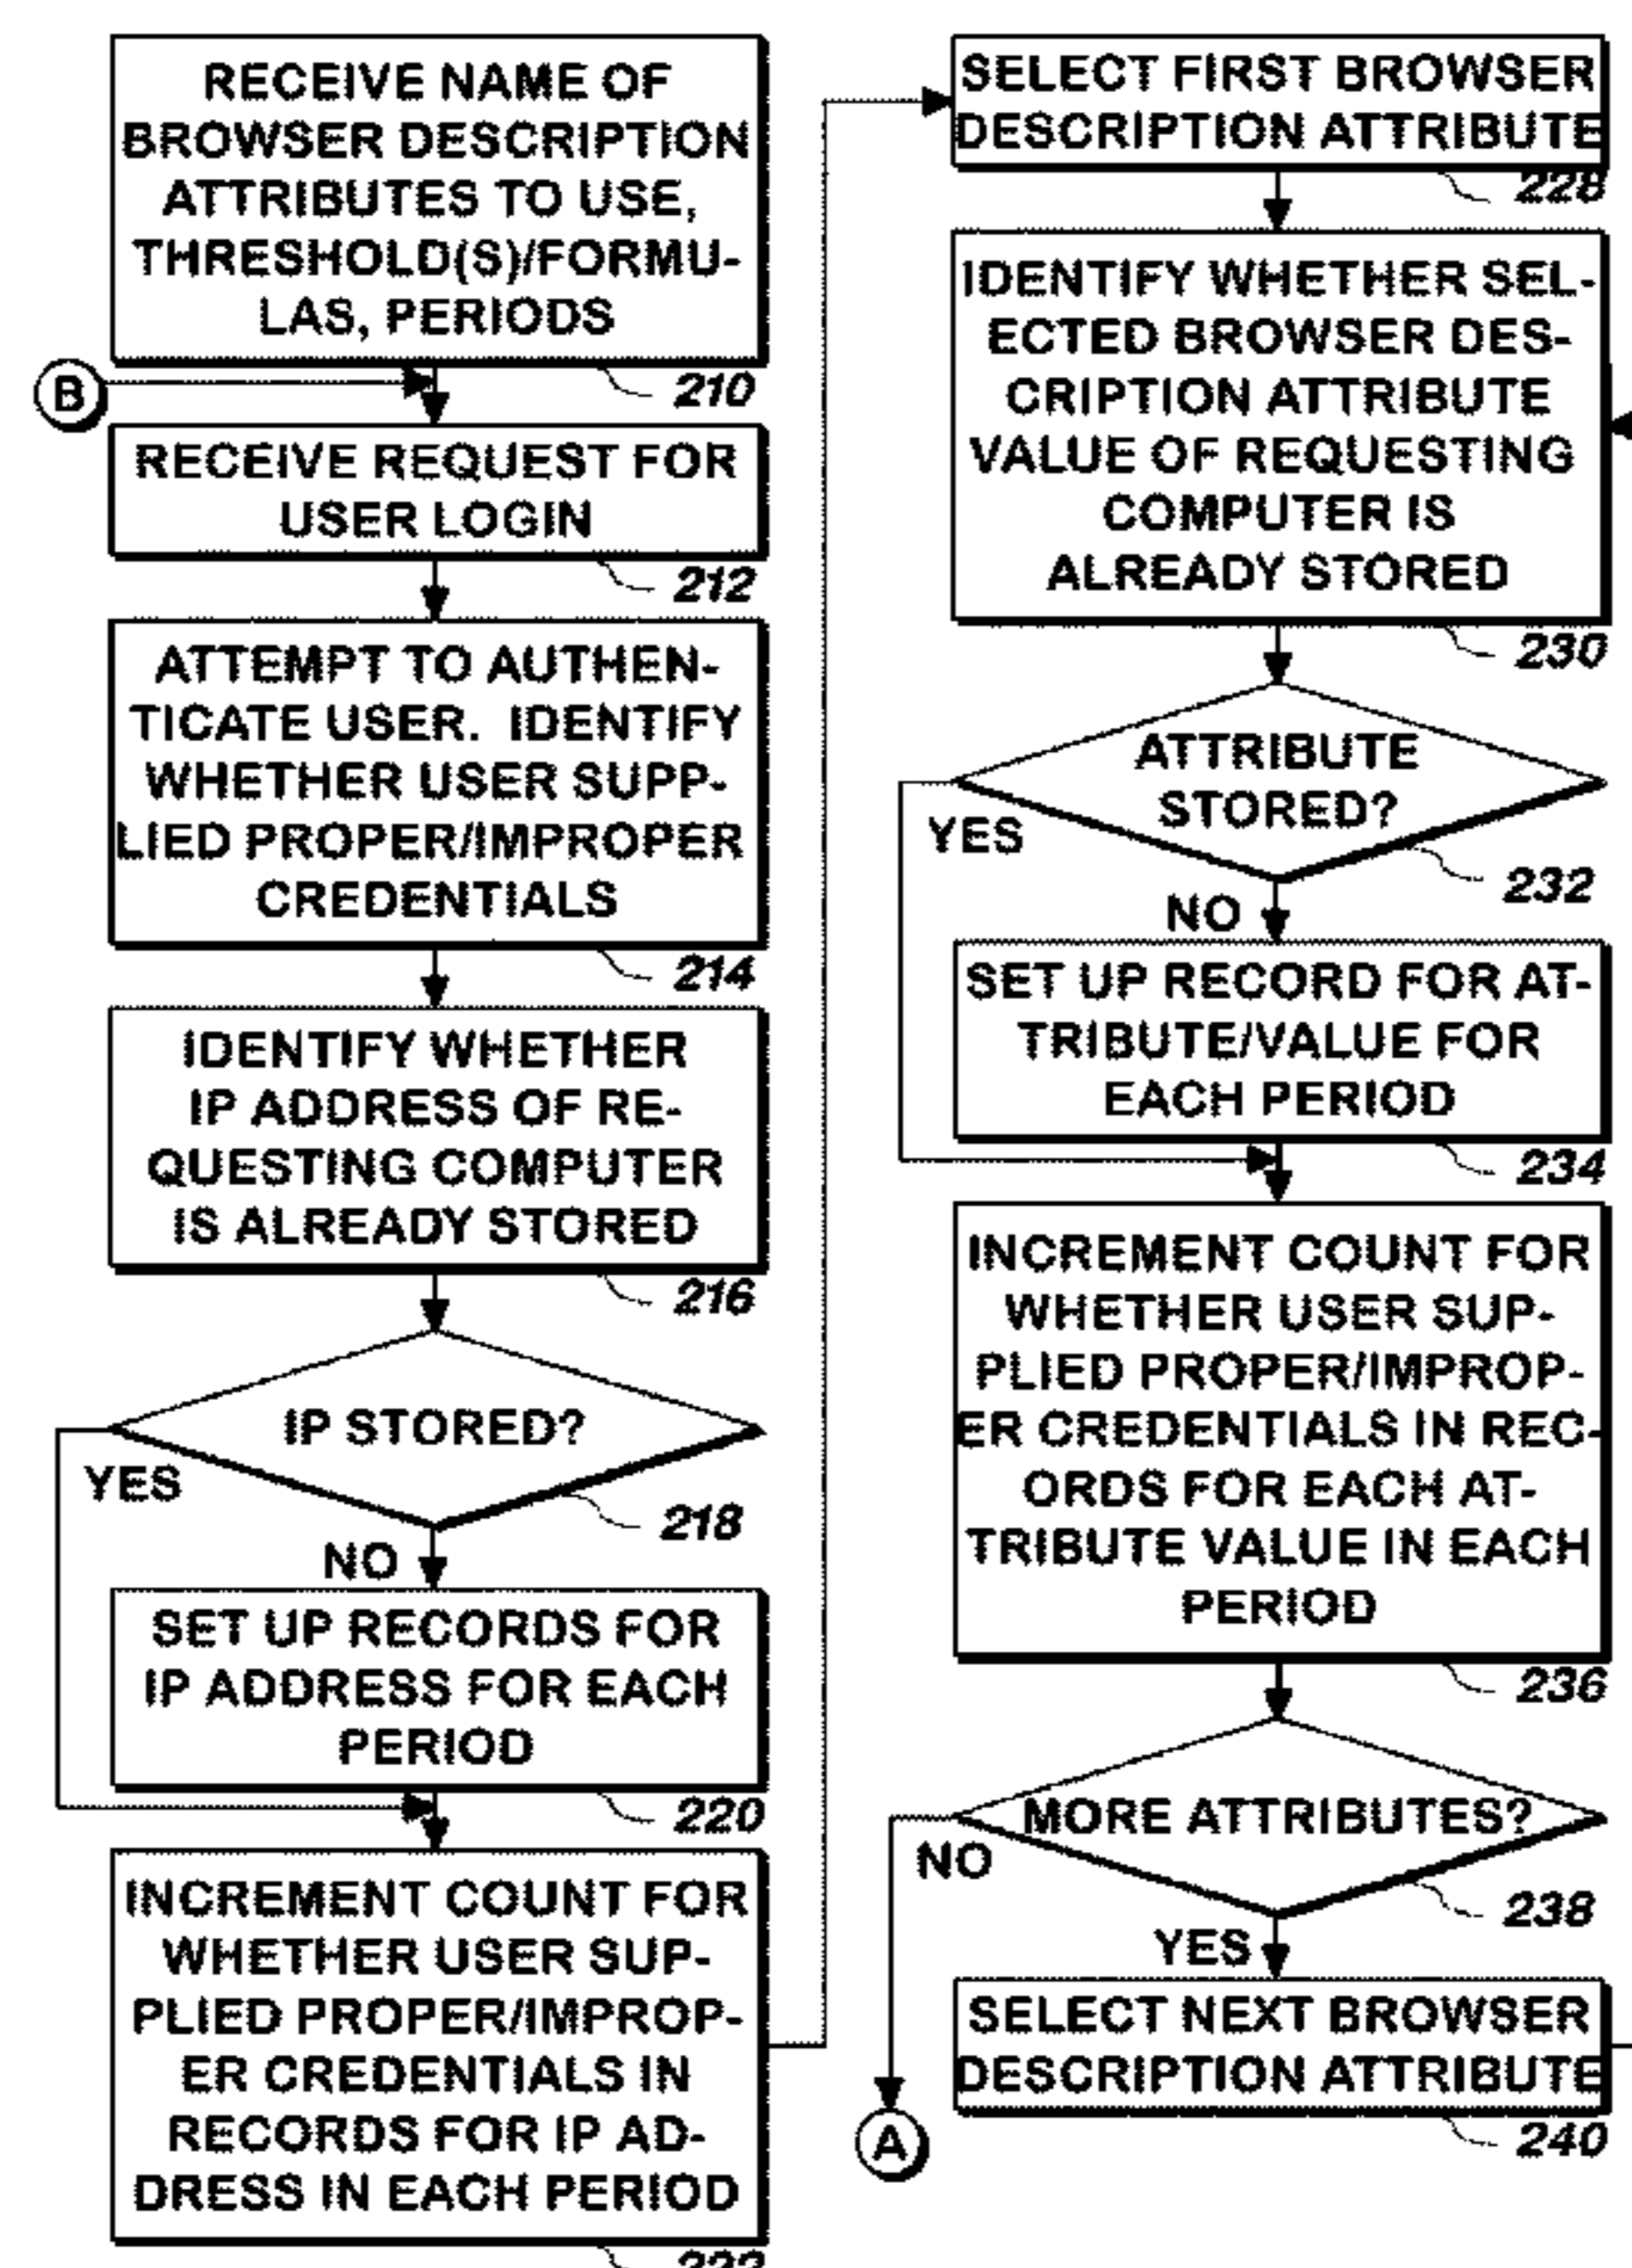 RECEIVE NAME OF
BROWSER DESCRIPTION
ATTRIBUTES TO USE,
THRESHOLD(S)/FORMU-
LAS, PERIODS
210
B
RECEIVE REQUEST FOR
USER LOGIN
212
ATTEMPT TO AUTHEN-
TICATE USER. IDENTIFY
WHETHER USER SUPP-
LIED PROPER/IMPROPER
CREDENTIALS
214
IDENTIFY WHETHER
IP ADDRESS OF RE-
QUESTING COMPUTER
IS ALREADY STORED
216
IP STORED?
YES
218
NO
SET UP RECORDS FOR
IP ADDRESS FOR EACH
PERIOD
220
INCREMENT COUNT FOR
WHETHER USER SUP-
PLIED PROPER/IMPROP-
ER CREDENTIALS IN
RECORDS FOR IP AD-
DRESS IN EACH PERIOD
SELECT FIRST BROWSER
DESCRIPTION ATTRIBUTE
228
IDENTIFY WHETHER SEL-
ECTED BROWSER DES-
CRIPTION ATTRIBUTE
VALUE OF REQUESTING
COMPUTER IS
ALREADY STORED
230
ATTRIBUTE
STORED?
YES
232
NO
SET UP RECORD FOR AT-
TRIBUTE/VALUE FOR
EACH PERIOD
234
INCREMENT COUNT FOR
WHETHER USER SUP-
PLIED PROPER/IMPROP-
ER CREDENTIALS IN REC-
ORDS FOR EACH AT-
TRIBUTE VALUE IN EACH
PERIOD
236
MORE ATTRIBUTES?
NO
238
YES
SELECT NEXT BROWSER
DESCRIPTION ATTRIBUTE
240
A